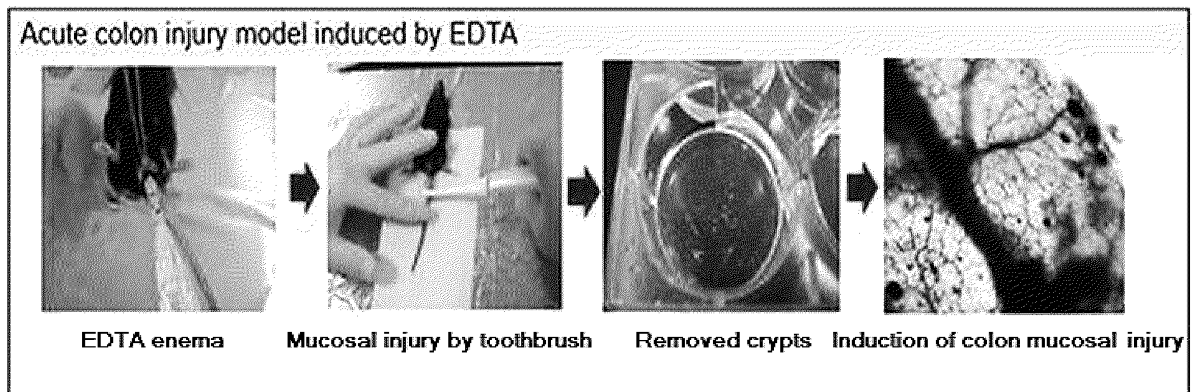 Acute colon injury model induced by EDTA
EDTA enema
Mucosal injury by toothbrush
Removed crypts
Induction of colon mucosal injury